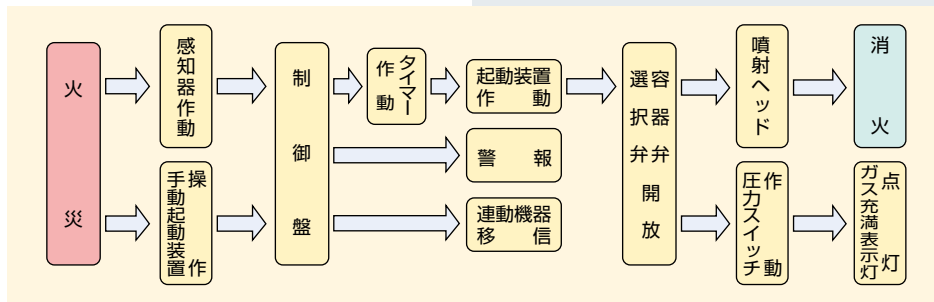 火災
感知器作動
手動起動装置
操作
制御盤
タイマー
作動
起動装置
作動
警報
連動機器
移信
容器弁
選択弁
開放
噴射ヘッド
消火
圧力スイッチ
作動
ガス充満表示灯
点灯